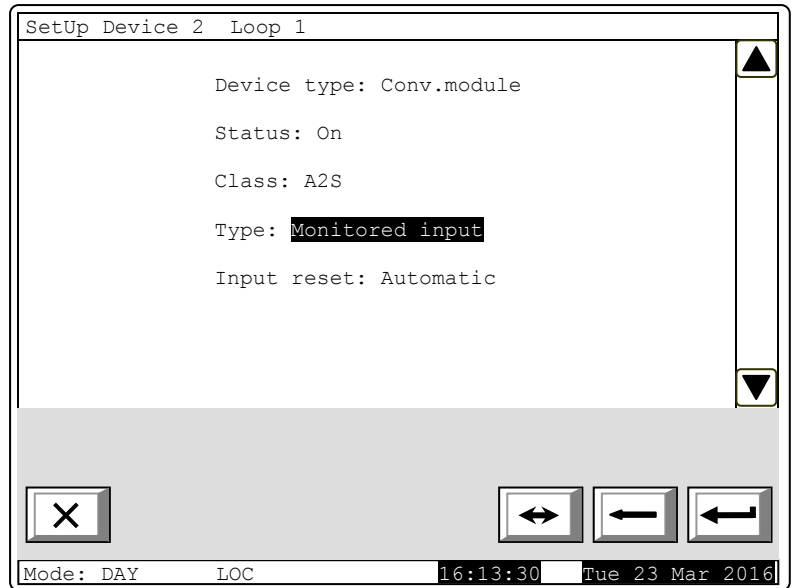 SetUp Device 2 Loop 1
Device type: Conv.module
Status: On
Class: A2S
Type: Monitored input
Input reset: Automatic
Mode: DAY LOC 16:13:30 Tue 23 Mar 2016